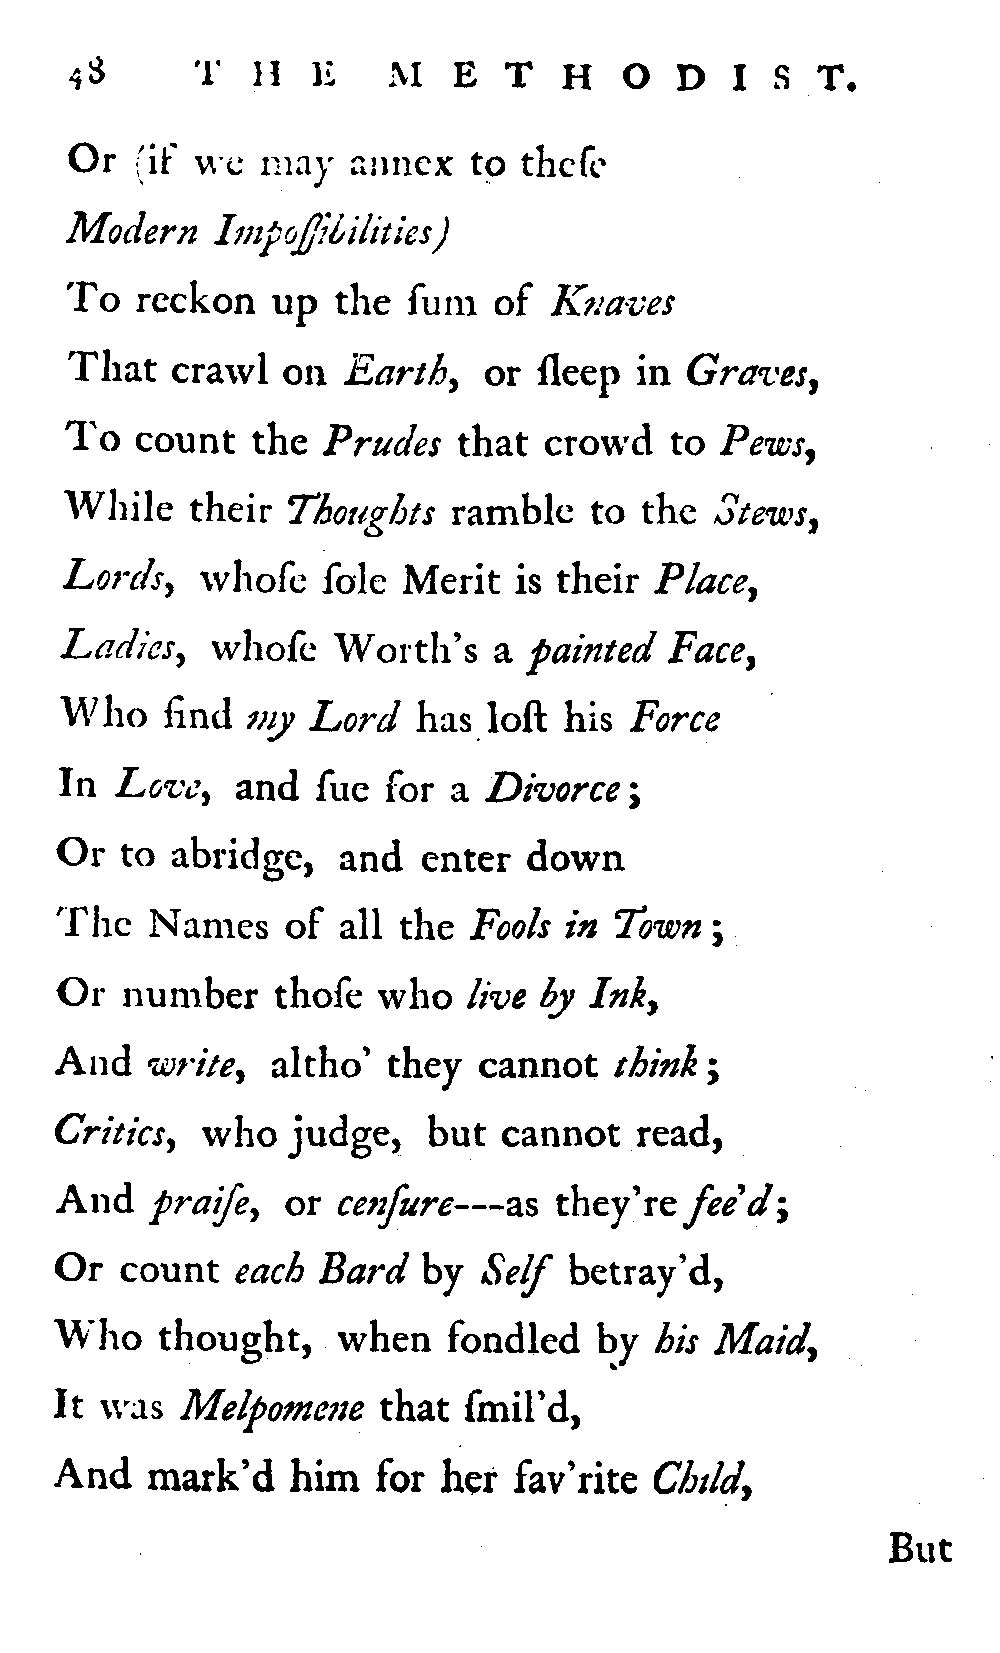 48 THE METHODIST.
Or (if we may annex to theſe
Modern Impoſſibilities)
To reckon up the ſum of Knaves
That crawl on Earth, or ſleep in Graves,
To count the Prudes that crowd to Pews,
While their Thoughts ramble to the Stews,
Lords, whoſe ſole Merit is their Place,
Ladies, whoſe Worth's a painted Face,
Who find my Lord has loſt his Force
In Love, and ſue for a Divorce;
Or to abridge, and enter down
The Names of all the Fools in Town;
Or number thoſe who live by Ink,
And write, altho' they cannot think;
Critics, who judge, but cannot read,
And praiſe, or cenſure---as they're fee'd;
Or count each Bard by Self betray'd,
Who thought, when fondled by his Maid,
It was Melpomene that ſmil'd,
And mark'd him for her fav'rite Child,
But